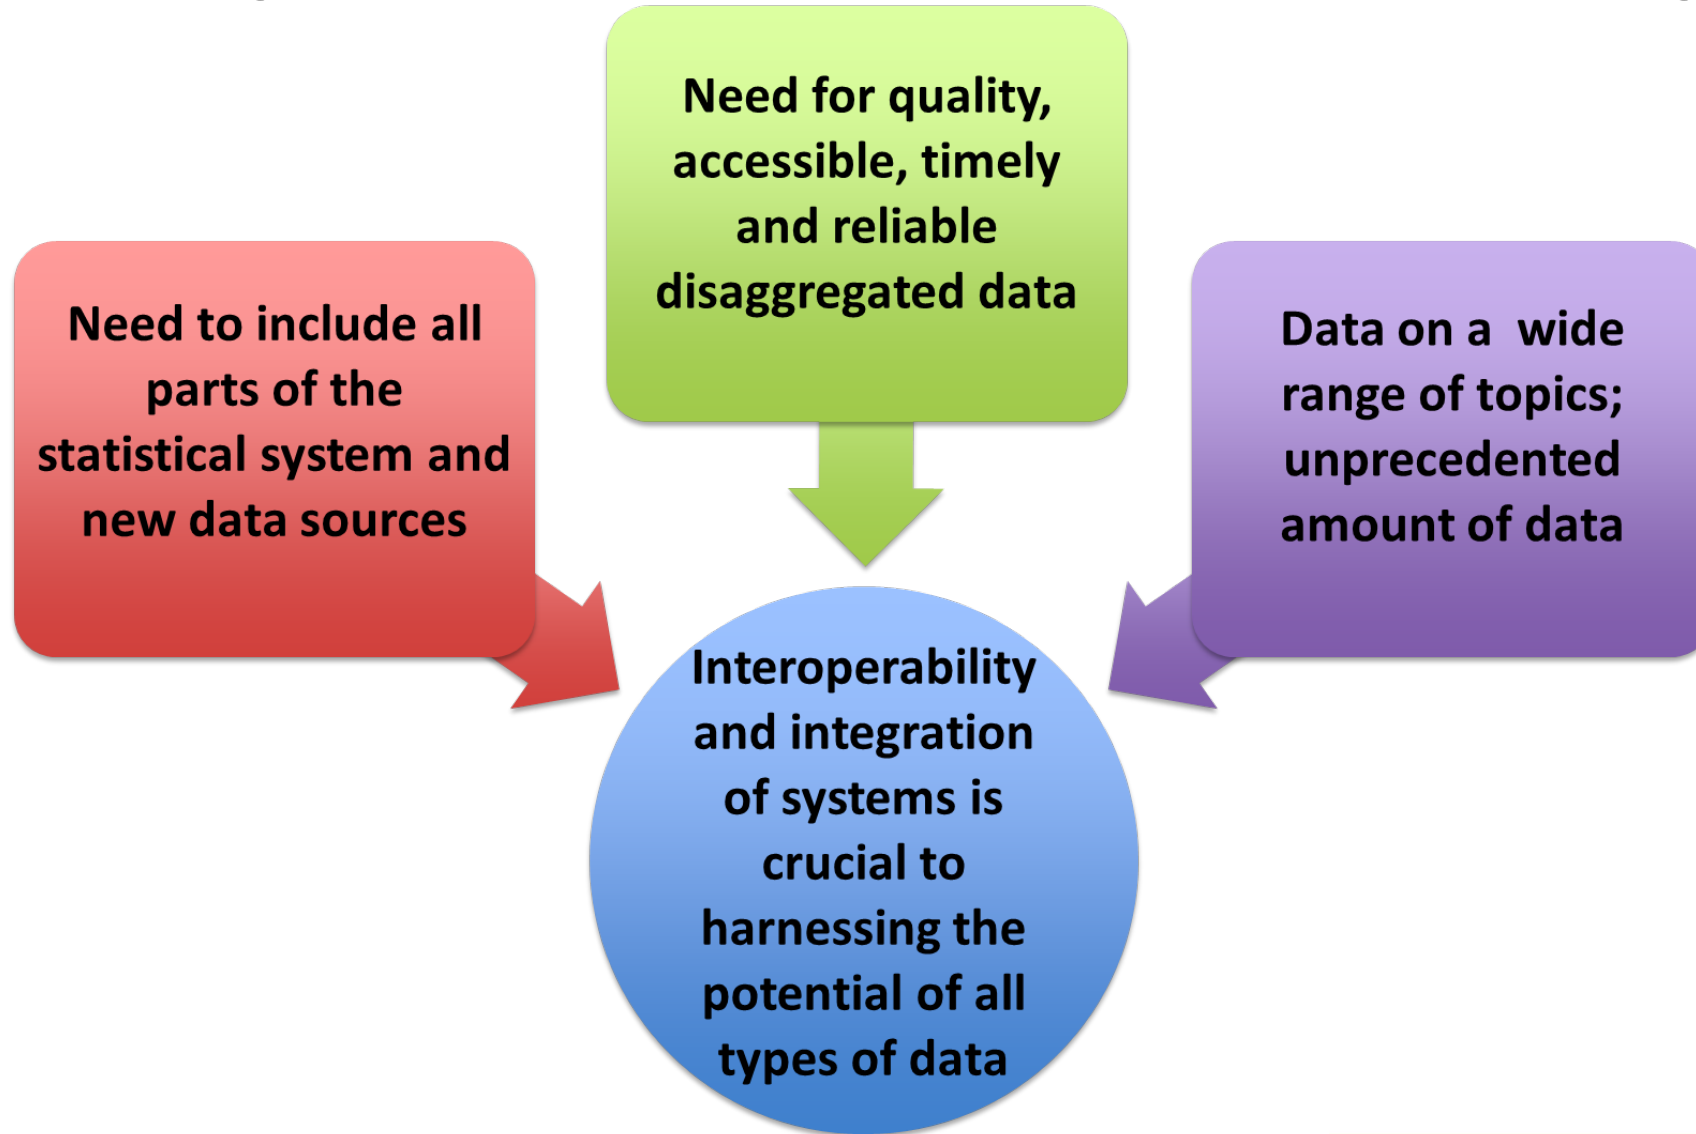 Need for quality,
accessible, timely
and reliable
disaggregated data
Need to include all
parts of the
statistical system and
new data sources
Data on a  wide
range of topics;
unprecedented
amount of data
Interoperability
and integration
of systems is
crucial to
harnessing the
potential of all
types of data